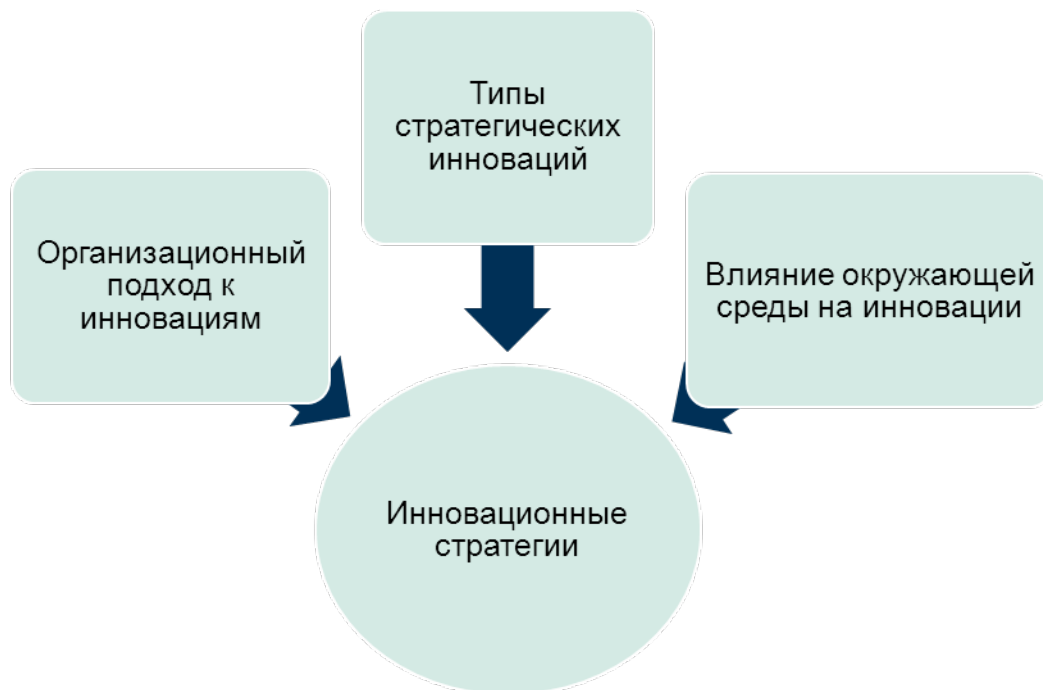 Типы
стратегических
инноваций
Организационный
подход к
инновациям
Влияние окружающей
среды на инновации
Инновационные
стратегии